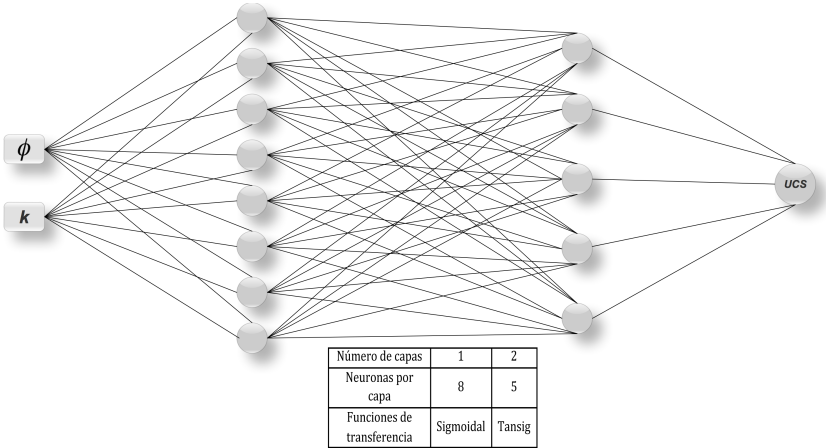 ϕ
k
UCS
Número de capas 1 2
Neuronas por
capa 8 5
Funciones de
transferencia Sigmoidal Tansig